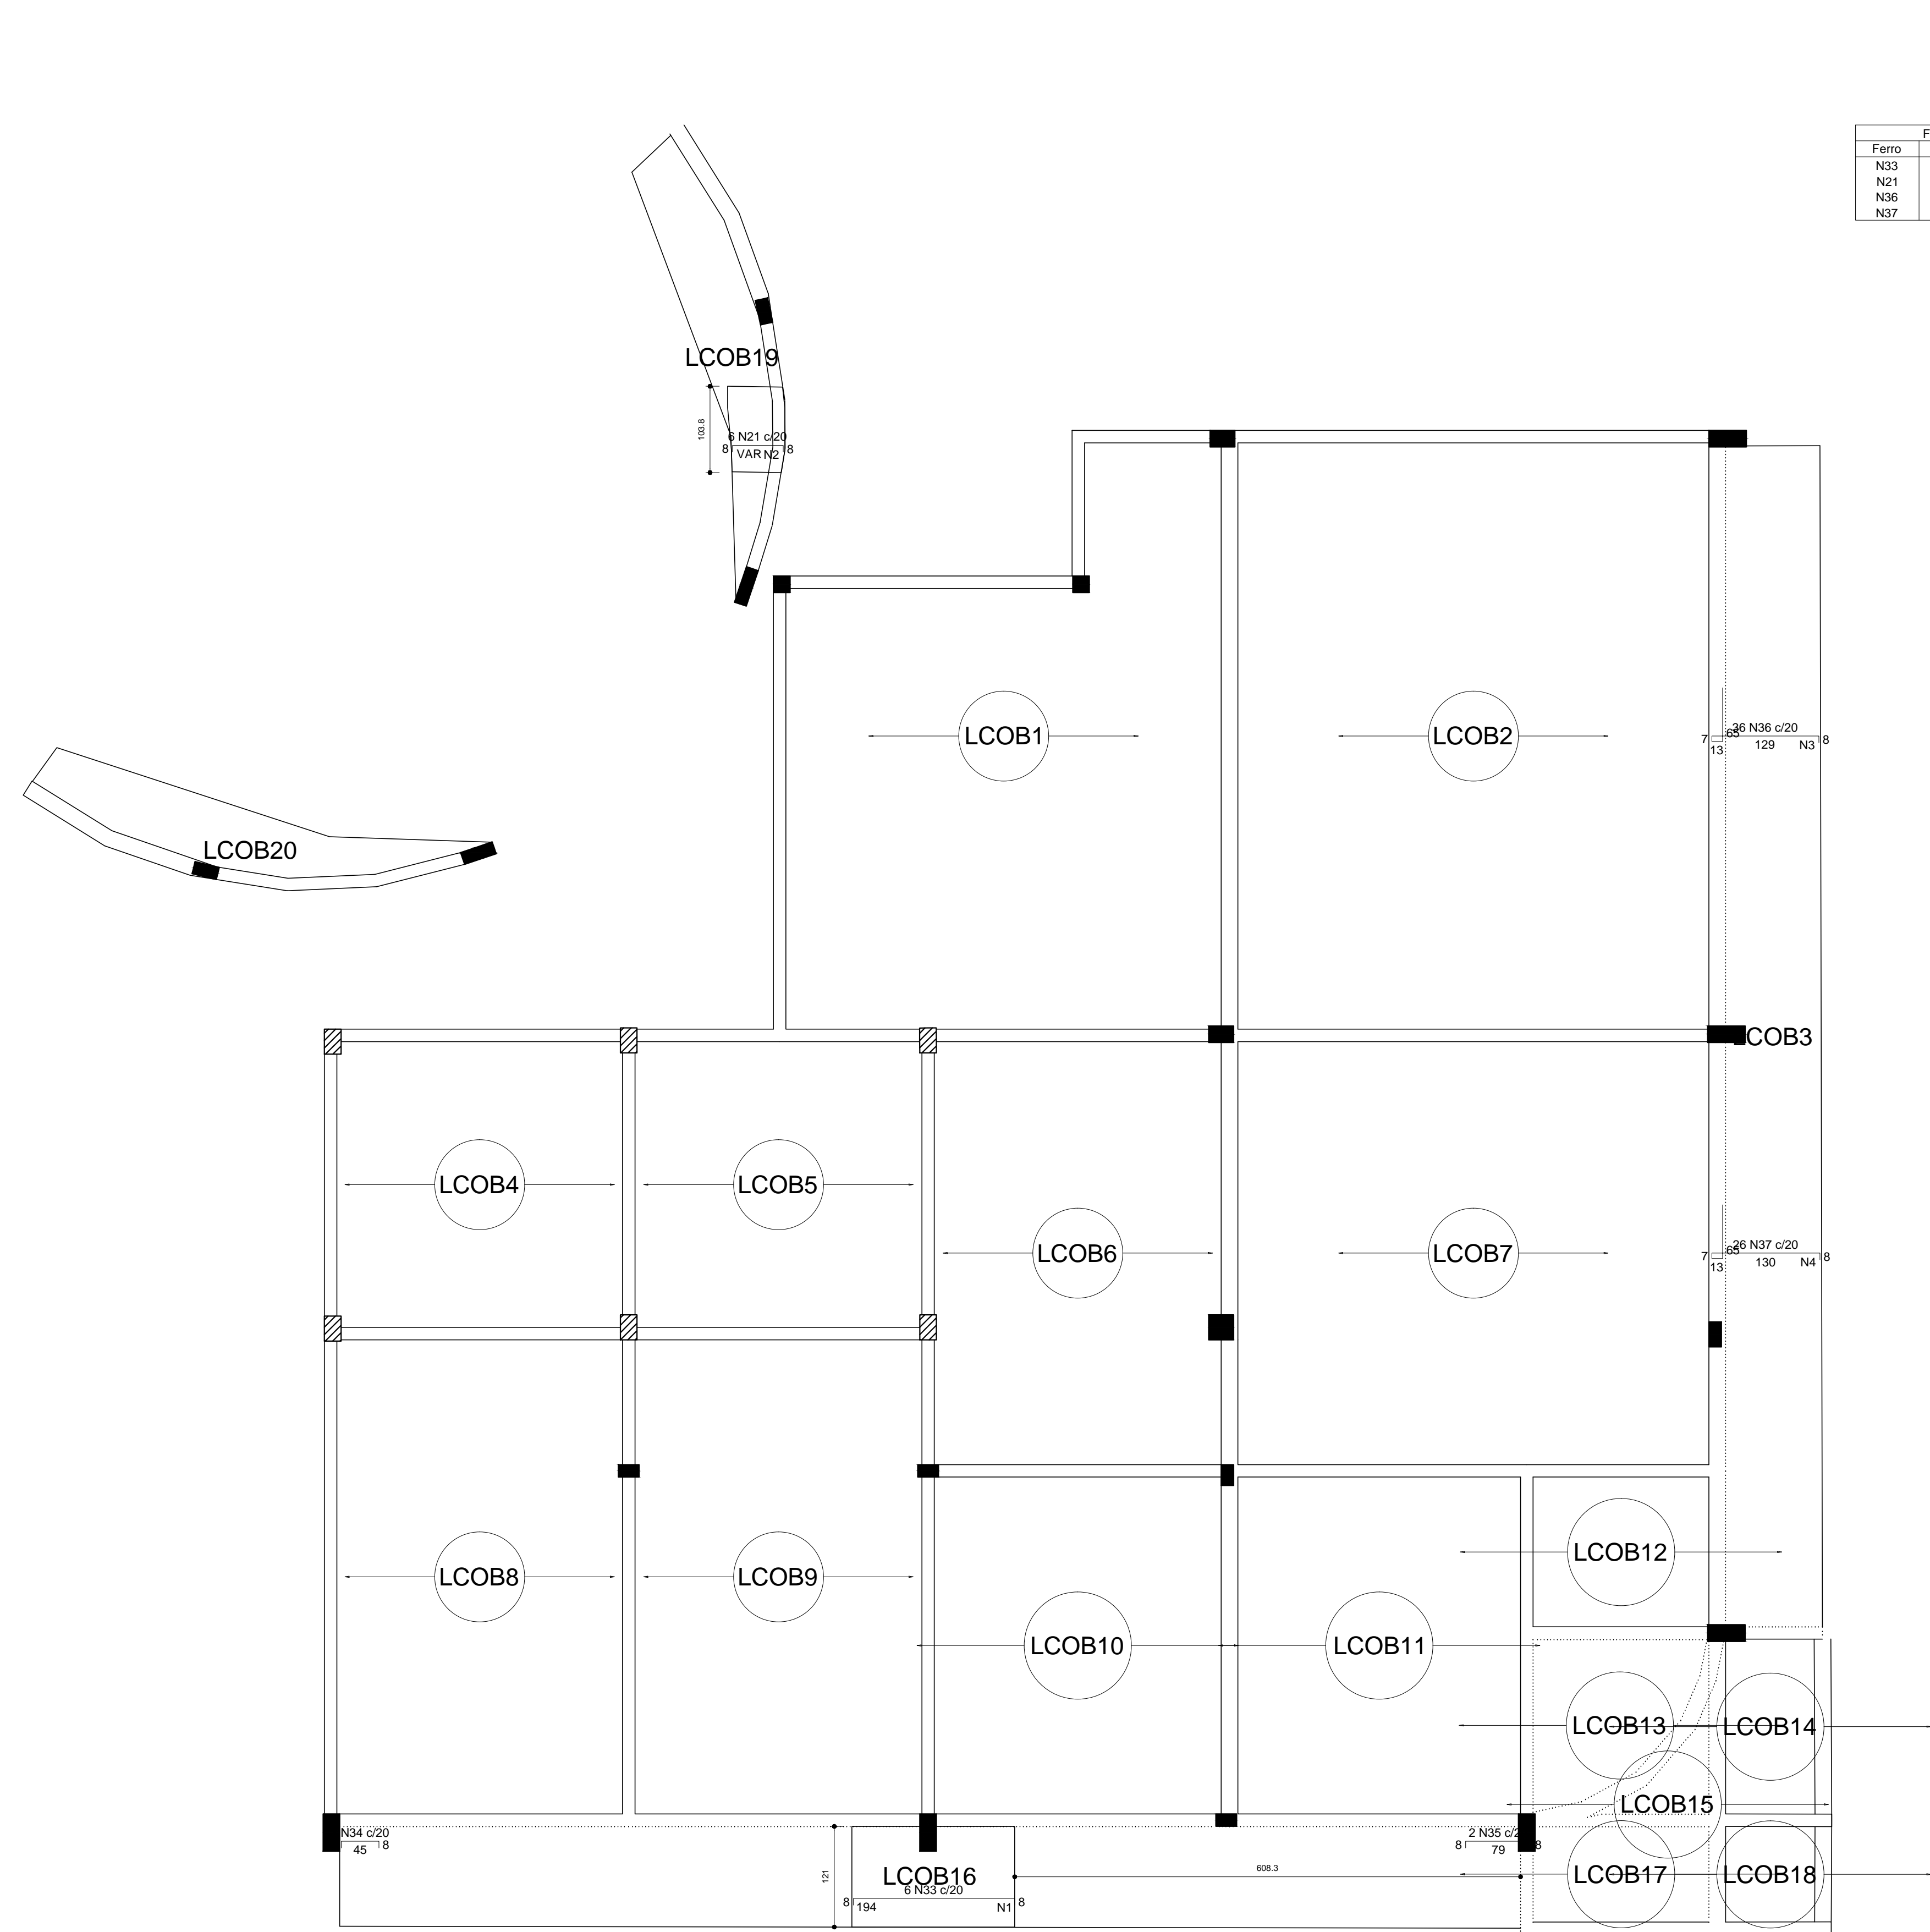 F
Ferro
N33
N21
N36
N37
LCOB19
103.8
6 N21 c/20
8 VAR N2 8
LCOB1
LCOB2
36 N36 c/20
7 65 8
13 129 N3
LCOB20
LCOB3
LCOB4
LCOB5
LCOB6
LCOB7
26 N37 c/20
7 65 8
13 130 N4
LCOB8
LCOB9
LCOB12
LCOB10
LCOB11
LCOB13
LCOB14
LCOB15
N34 c/20
45 8
2 N35 c/2
8 79 8
121
608.3
LCOB16
LCOB17
LCOB18
6 N33 c/20
8 194 N1 8